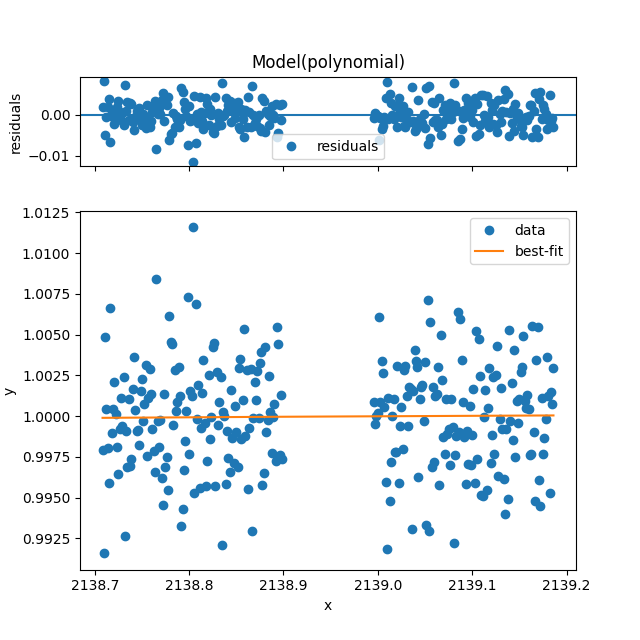 Model(polynomial)
residuals
0.00
−0.01
residuals
1.0125
1.0100
1.0075
1.0050
1.0025
1.0000
0.9975
0.9950
0.9925
y
data
best-fit
2138.7 2138.8 2138.9 2139.0 2139.1 2139.2
x